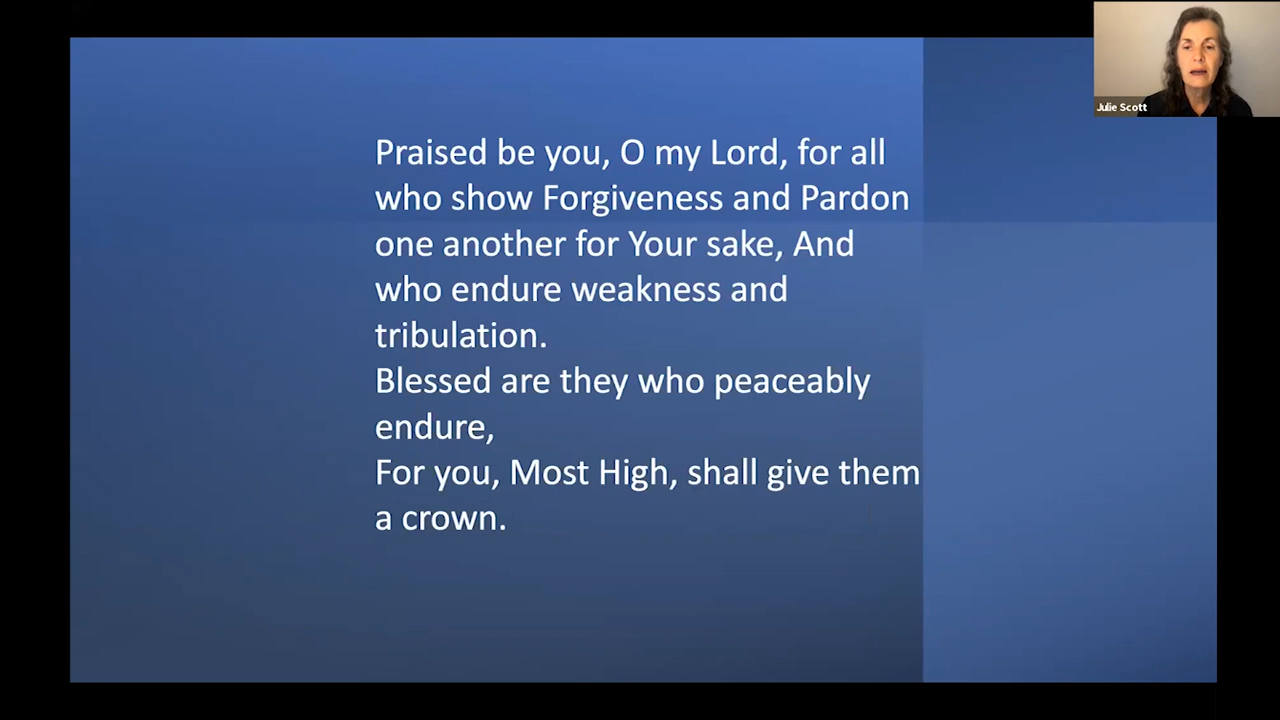 Julie Scott
Praised be you, O my Lord, for all
who show Forgiveness and Pardon
one another for Your sake, And
who endure weakness and
tribulation.
Blessed are they who peaceably
endure,
For you, Most High, shall give them
a crown.